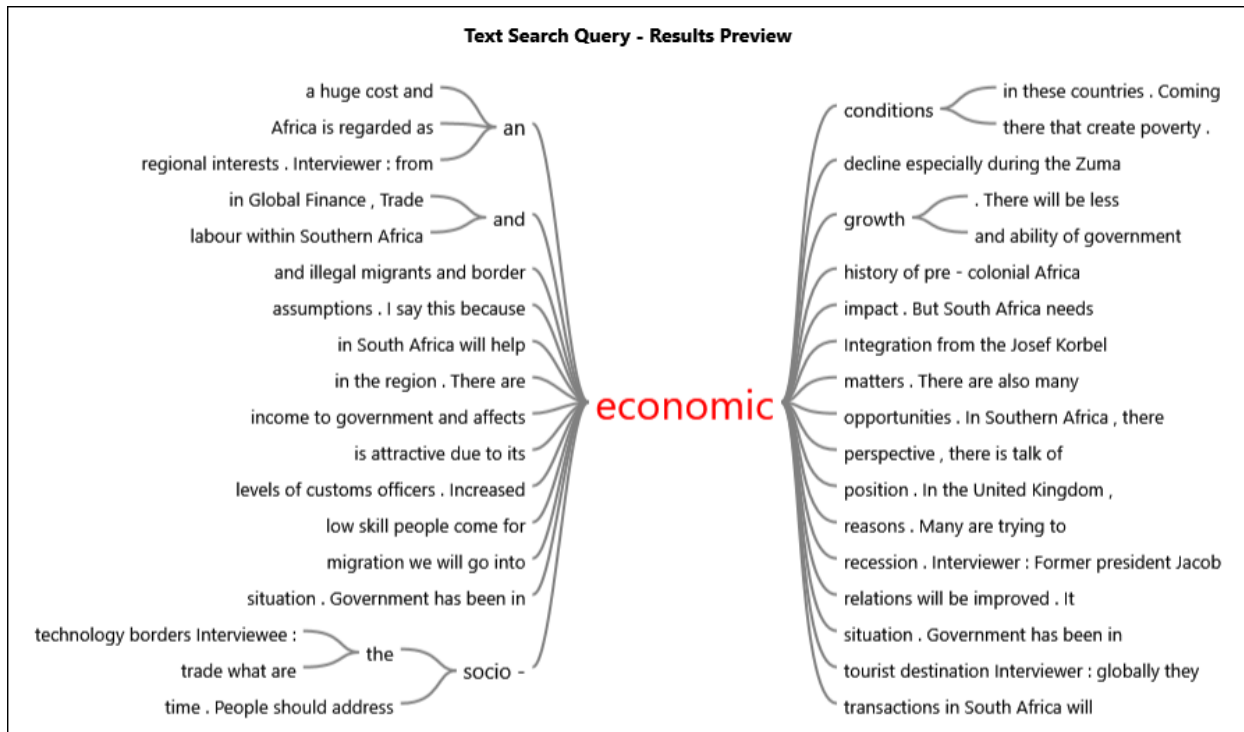 Text Search Query - Results Preview
a huge cost and
Africa is regarded as
an
regional interests . Interviewer : from
in Global Finance , Trade
and
labour within Southern Africa
and illegal migrants and border
assumptions . I say this because
in South Africa will help
in the region . There are
income to government and affects
is attractive due to its
levels of customs officers . Increased
low skill people come for
migration we will go into
situation . Government has been in
technology borders Interviewee :
the
trade what are
socio -
time . People should address
economic
conditions
in these countries . Coming
there that create poverty .
decline especially during the Zuma
growth
. There will be less
and ability of government
history of pre - colonial Africa
impact . But South Africa needs
Integration from the Josef Korbel
matters . There are also many
opportunities . In Southern Africa , there
perspective , there is talk of
position . In the United Kingdom ,
reasons . Many are trying to
recession . Interviewer : Former president Jacob
relations will be improved . It
situation . Government has been in
tourist destination Interviewer : globally they
transactions in South Africa will